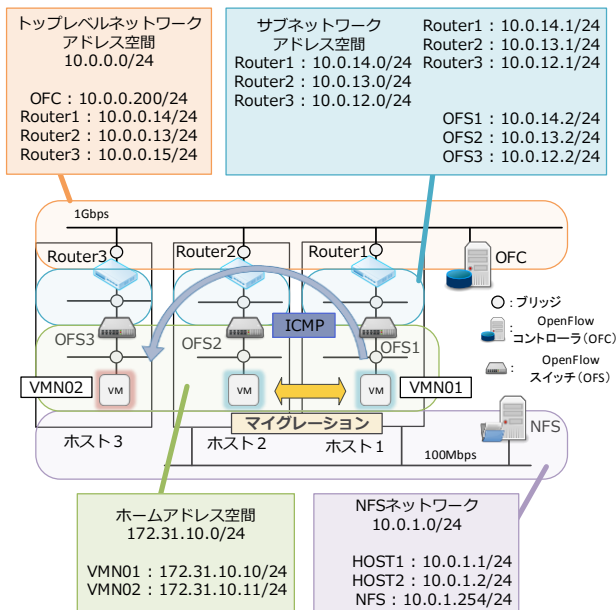 トップレベルネットワーク
アドレス空間
10.0.0.0/24
OFC : 10.0.0.200/24
Router1 : 10.0.0.14/24
Router2 : 10.0.0.13/24
Router3 : 10.0.0.15/24
サブネットワーク
アドレス空間
Router1 : 10.0.14.0/24
Router2 : 10.0.13.0/24
Router3 : 10.0.12.0/24
Router1 : 10.0.14.1/24
Router2 : 10.0.13.1/24
Router3 : 10.0.12.1/24
OFS1 : 10.0.14.2/24
OFS2 : 10.0.13.2/24
OFS3 : 10.0.12.2/24
1Gbps
Router3
Router2
Router1
OFC
OFS3
OFS2
ICMP
OFS1
VMN02
VM
VM
VM
VMN01
マイグレーション
ホスト3
ホスト2
ホスト1
100Mbps
NFS
: ブリッジ
: OpenFlow
コントローラ(OFC)
: OpenFlow
スイッチ(OFS)
ホームアドレス空間
172.31.10.0/24
VMN01 : 172.31.10.10/24
VMN02 : 172.31.10.11/24
NFSネットワーク
10.0.1.0/24
HOST1 : 10.0.1.1/24
HOST2 : 10.0.1.2/24
NFS : 10.0.1.254/24